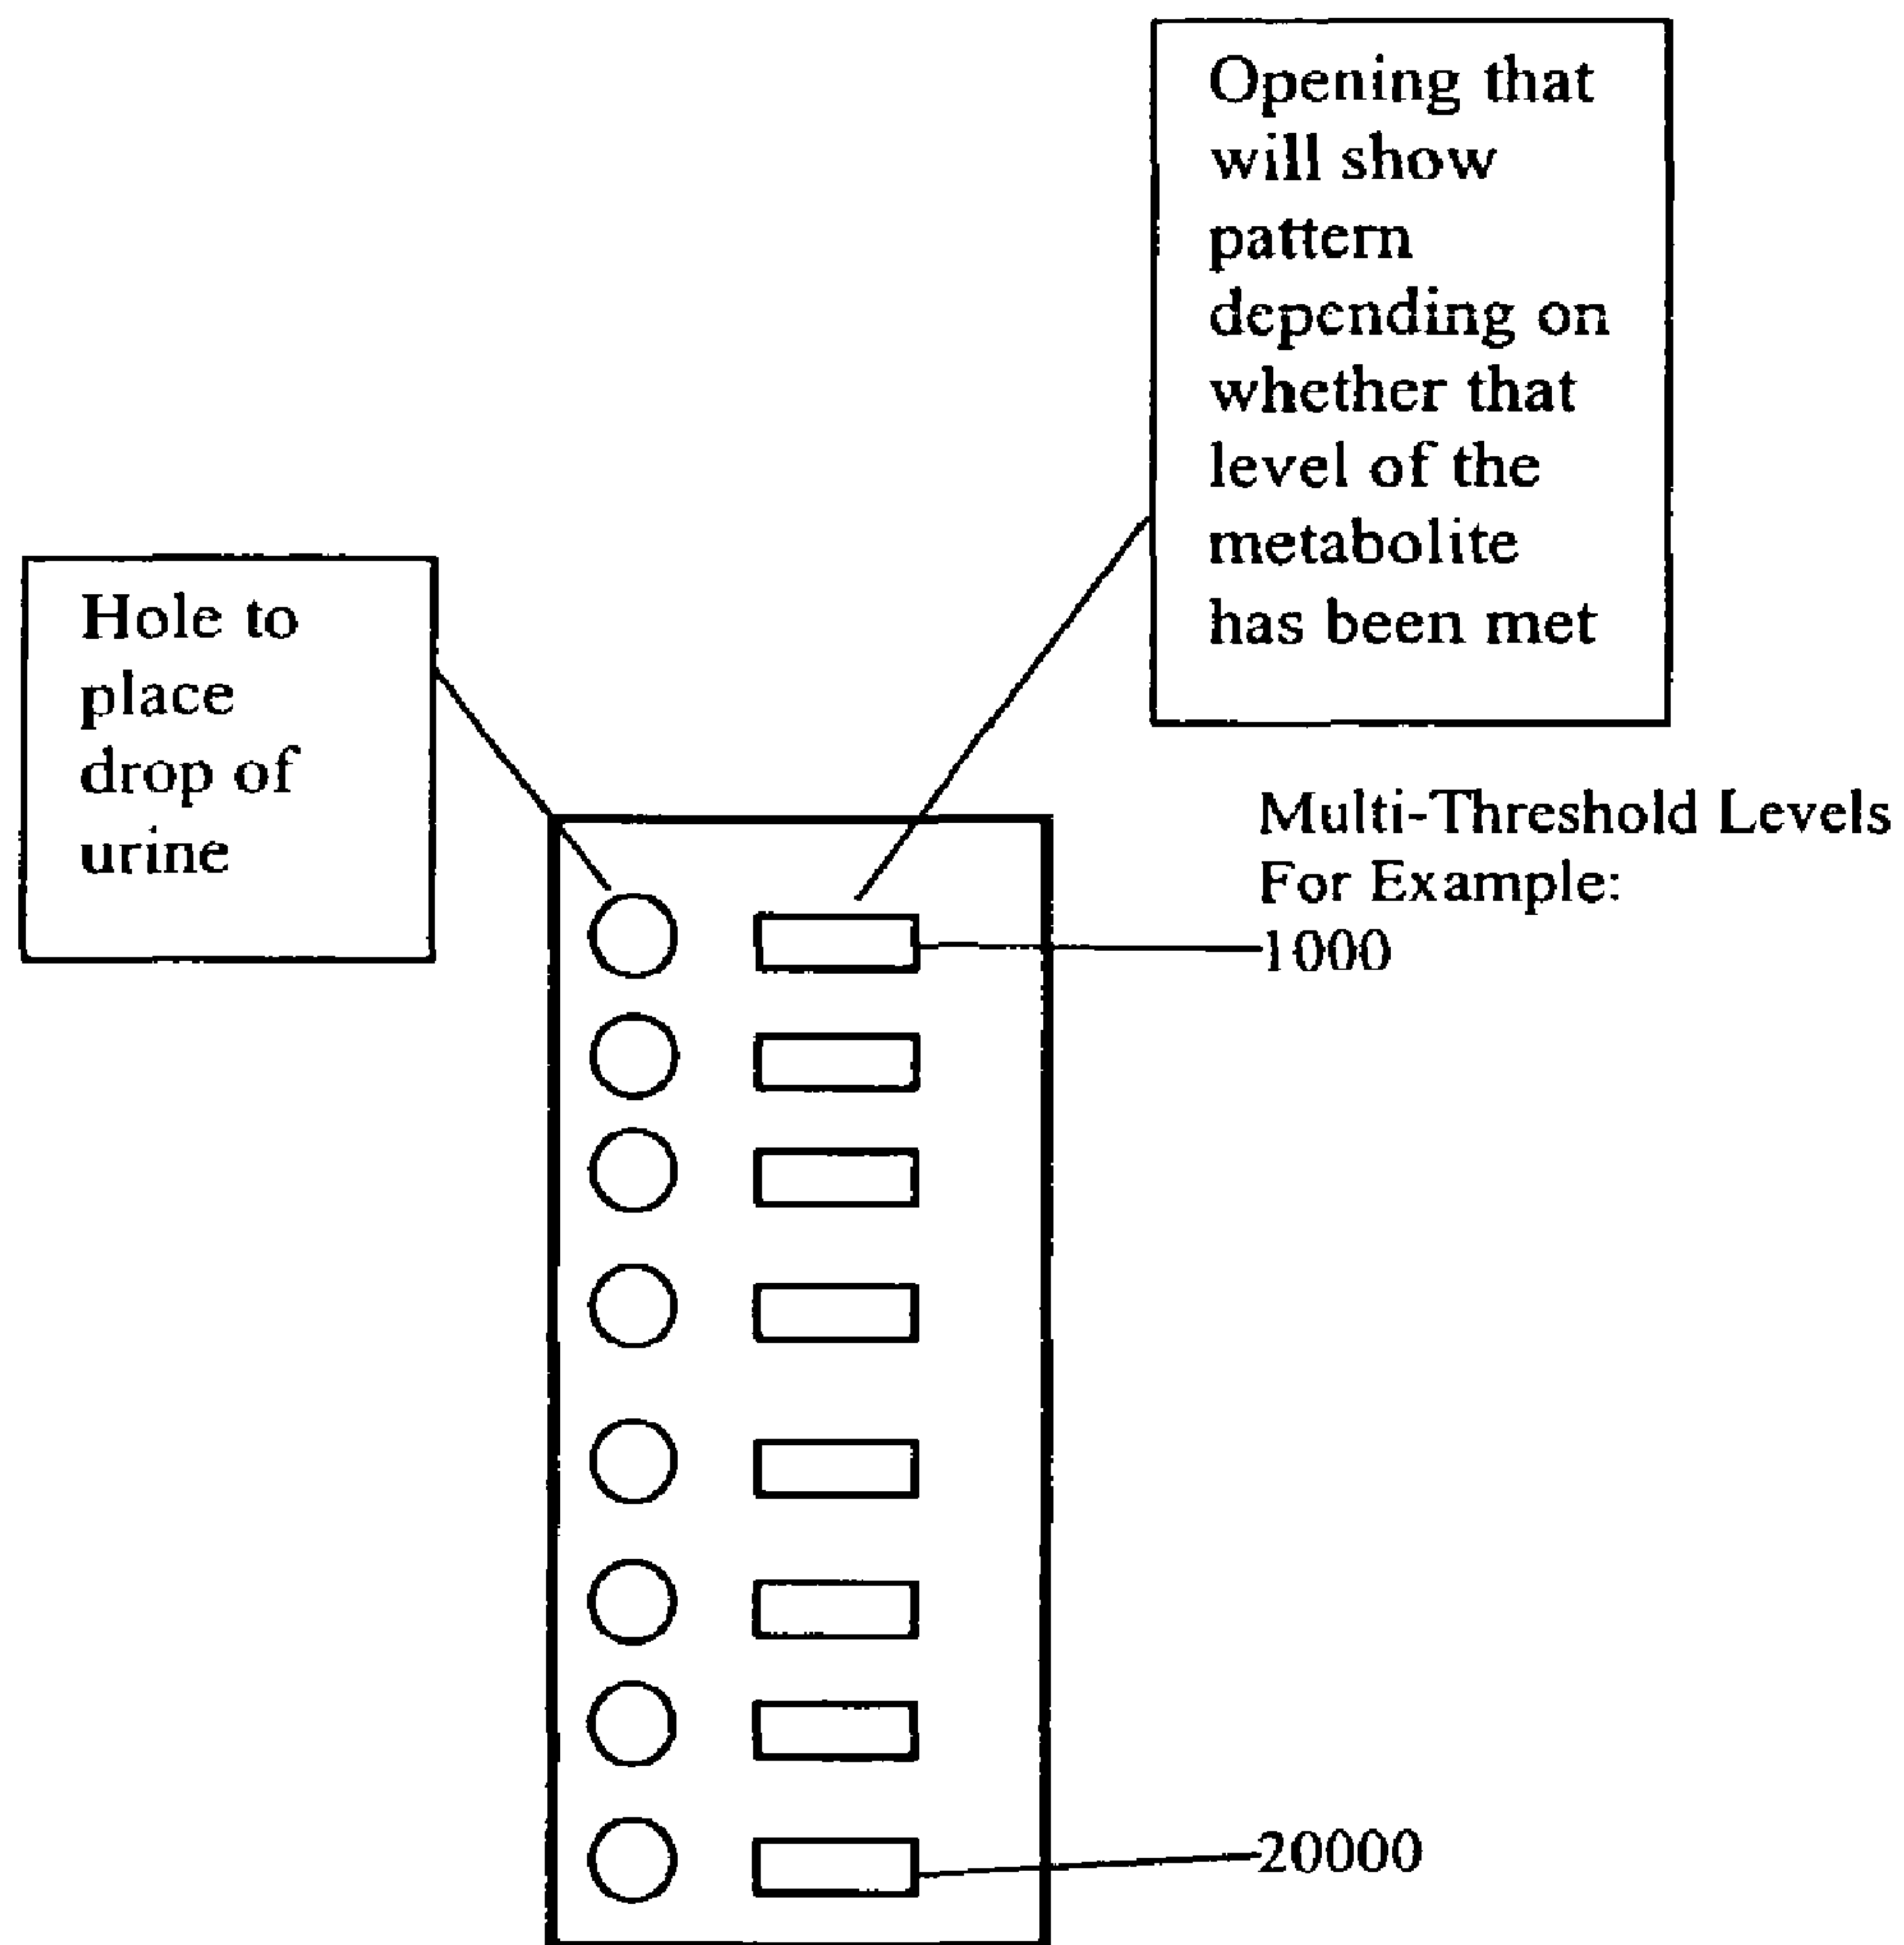 Opening that
will show
pattern
depending on
whether that
level of the
metabolite
has been met
Hole to
place
drop of
urine
Multi-Threshold Levels
For Example:
1000
20000